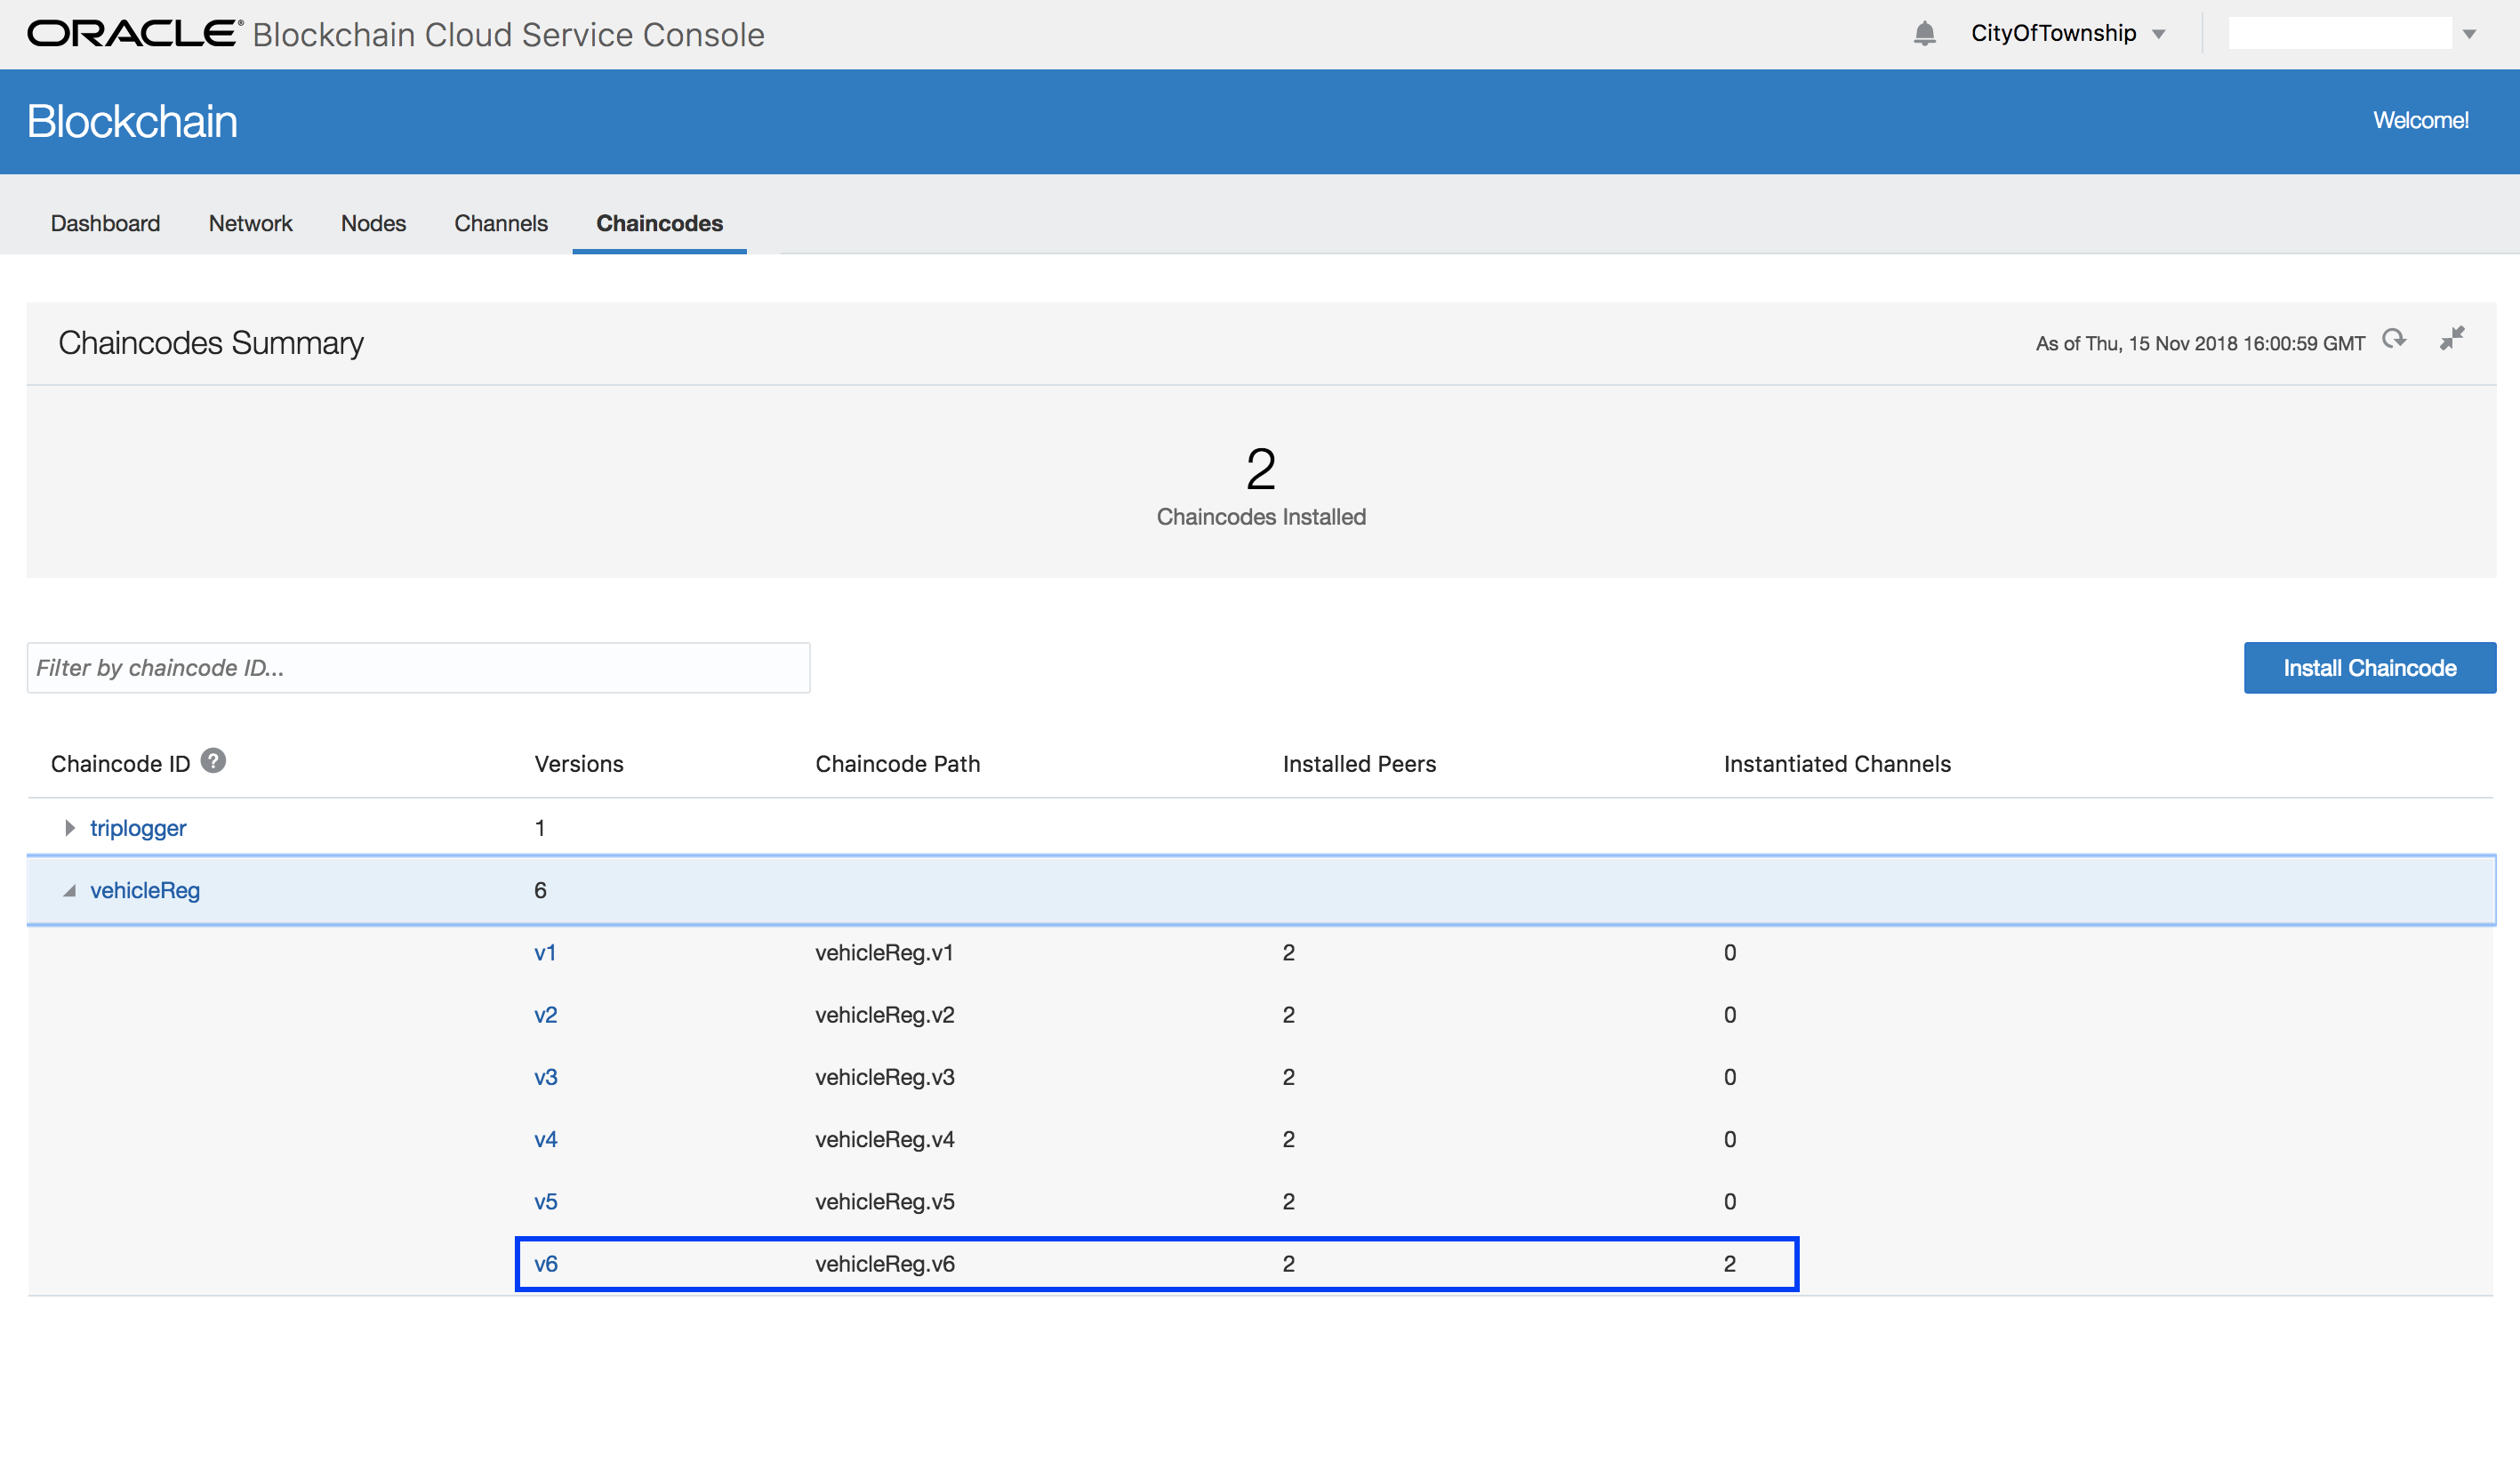 ORACLE® Blockchain Cloud Service Console CityOfTownship
Blockchain Welcome!
Dashboard Network Nodes Channels Chaincodes
Chaincodes Summary As of Thu, 15 Nov 2018 16:00:59 GMT
2
Chaincodes Installed
Filter by chaincode ID... Install Chaincode
Chaincode ID ? Versions Chaincode Path Installed Peers Instantiated Channels
triplogger 1
vehicleReg 6
v1 vehicleReg.v1 2 0
v2 vehicleReg.v2 2 0
v3 vehicleReg.v3 2 0
v4 vehicleReg.v4 2 0
v5 vehicleReg.v5 2 0
v6 vehicleReg.v6 2 2